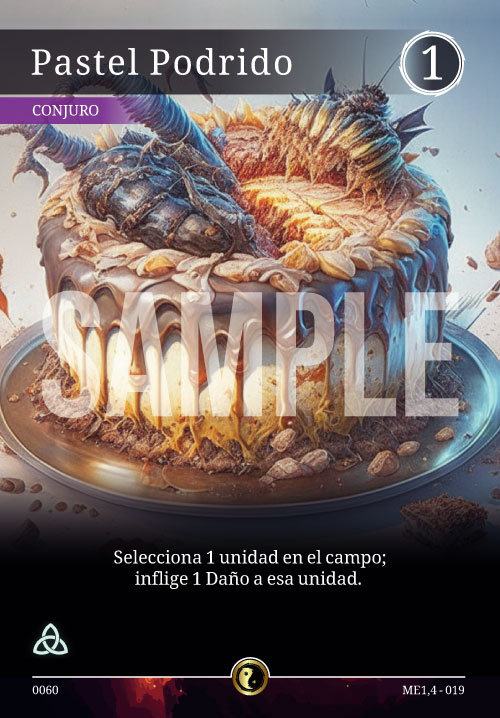 Pastel Podrido
1
CONJURO
SAMPLE
Selecciona 1 unidad en el campo;
inflige 1 Daño a esa unidad.
0060
ME1,4 - 019